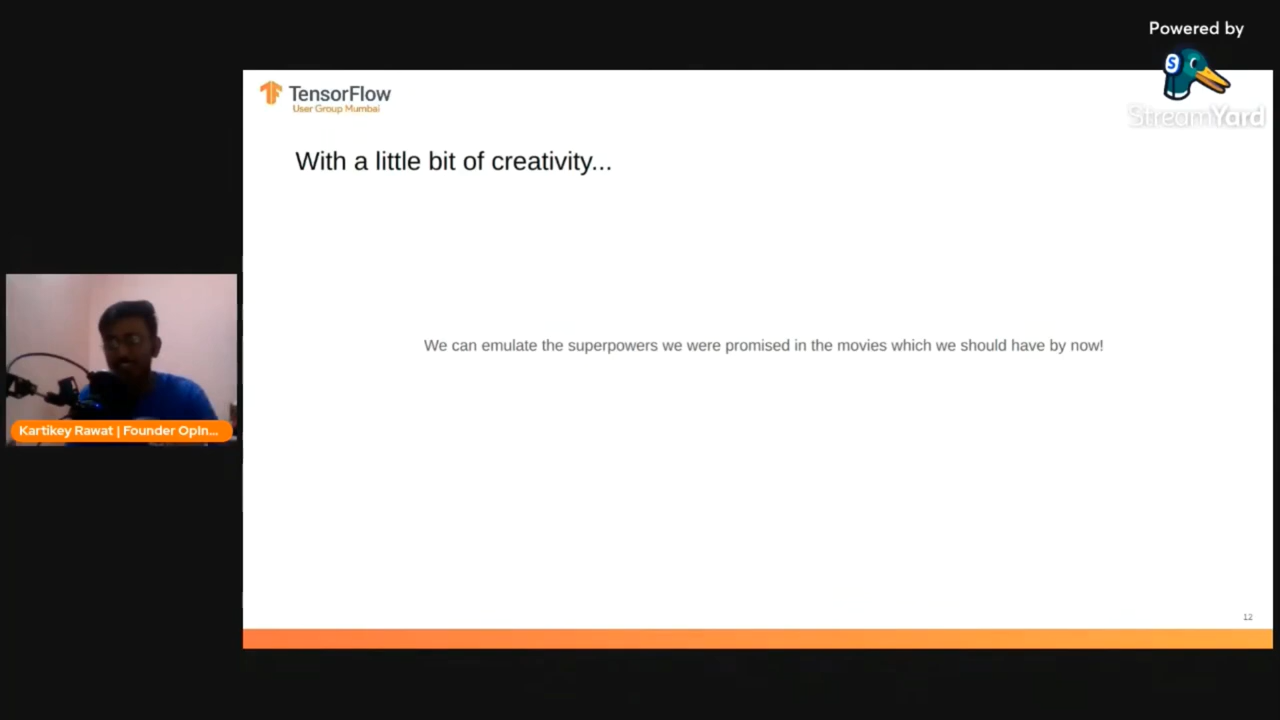 Powered by
S
StreamYard
TensorFlow
User Group Mumbai
With a little bit of creativity...
We can emulate the superpowers we were promised in the movies which we should have by now!
Kartikey Rawat | Founder OpIn...
12